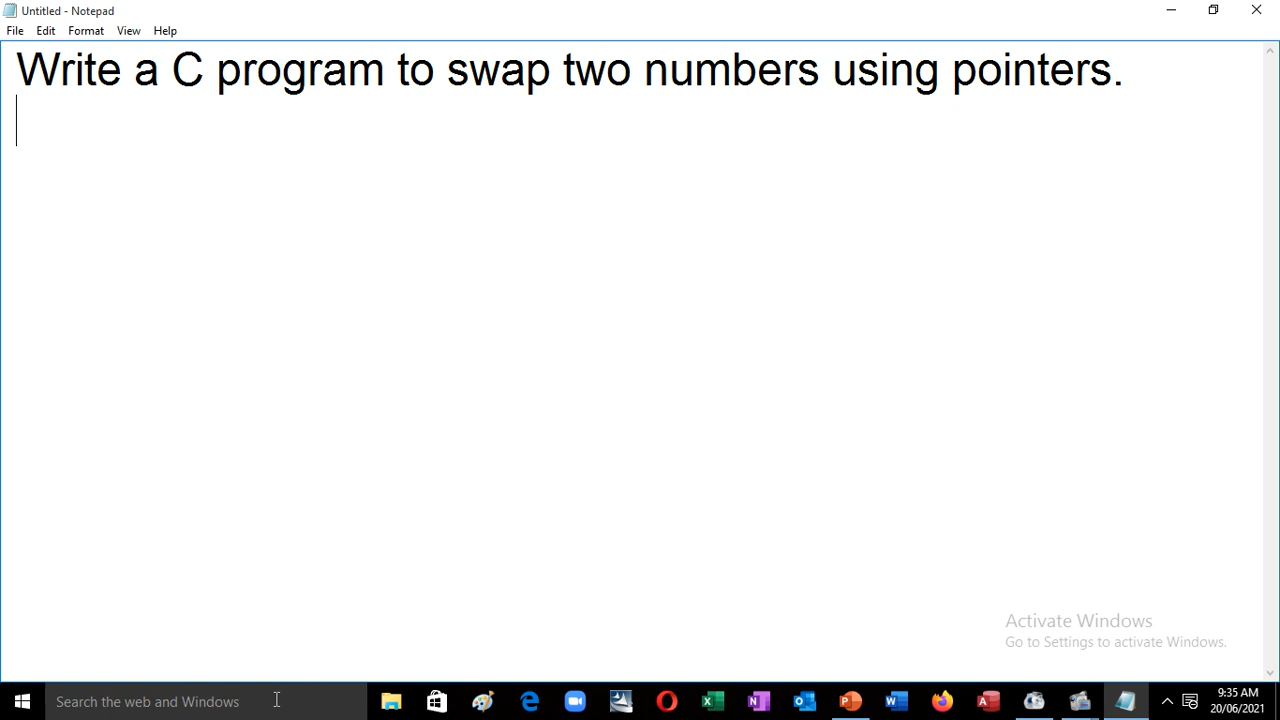 Untitled - Notepad
File Edit Format View Help
Write a C program to swap two numbers using pointers.
Activate Windows
Go to Settings to activate Windows.
Search the web and Windows
9:35 AM
20/06/2021